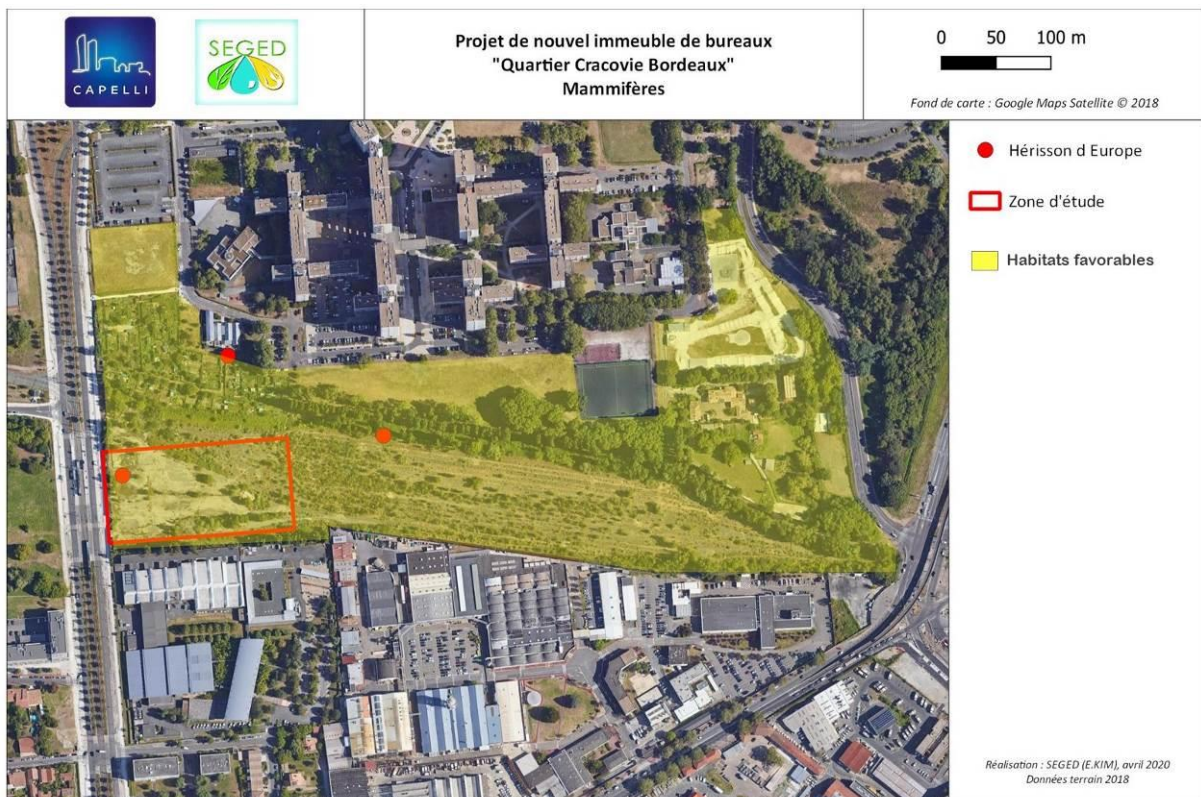 CAPELLI
SEGED
Projet de nouvel immeuble de bureaux
"Quartier Cracovie Bordeaux"
Mammifères
0 50 100 m
Fond de carte : Google Maps Satellite © 2018
Hérisson d Europe
Zone d'étude
Habitats favorables
Réalisation : SEGED (E.KIM), avril 2020
Données terrain 2018